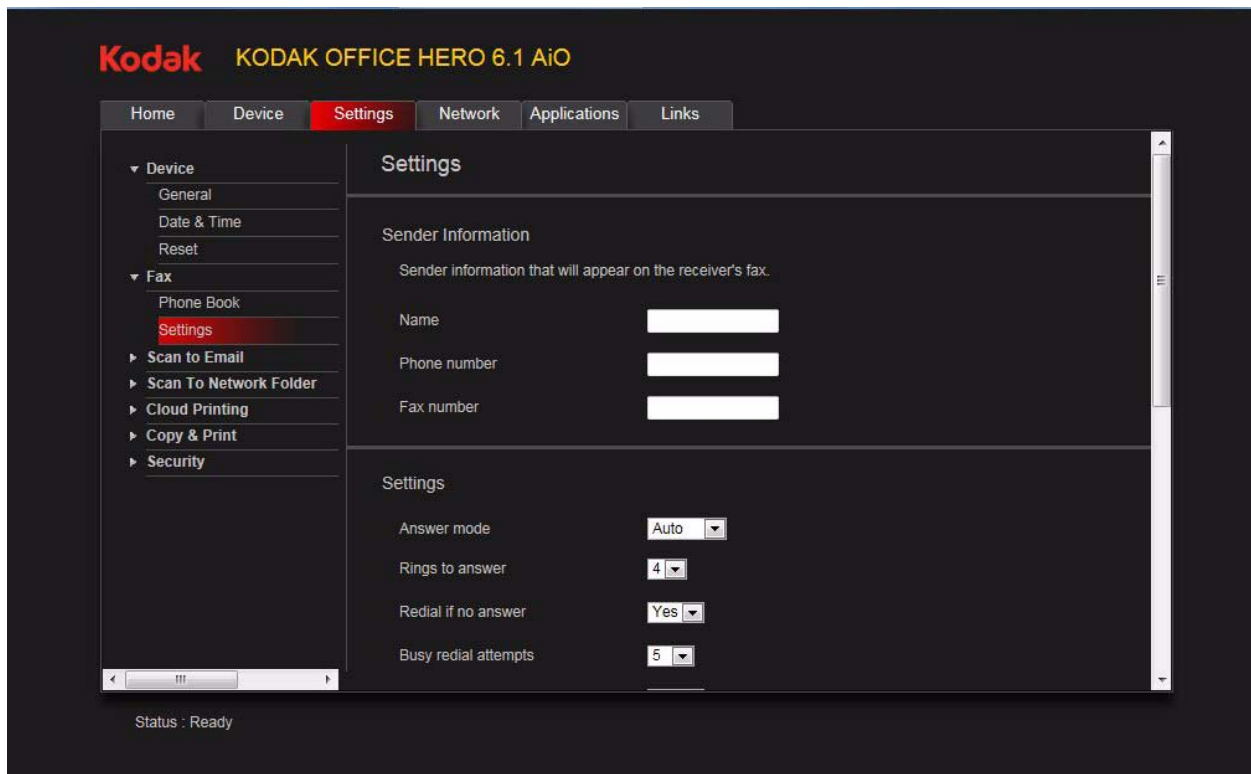 Kodak KODAK OFFICE HERO 6.1 AiO
Home Device Settings Network Applications Links
Device
General
Date & Time
Reset
Fax
Phone Book
Settings
Scan to Email
Scan To Network Folder
Cloud Printing
Copy & Print
Security
Settings
Sender Information
Sender information that will appear on the receiver's fax.
Name
Phone number
Fax number
Settings
Answer mode Auto
Rings to answer 4
Redial if no answer Yes
Busy redial attempts 5
Status : Ready